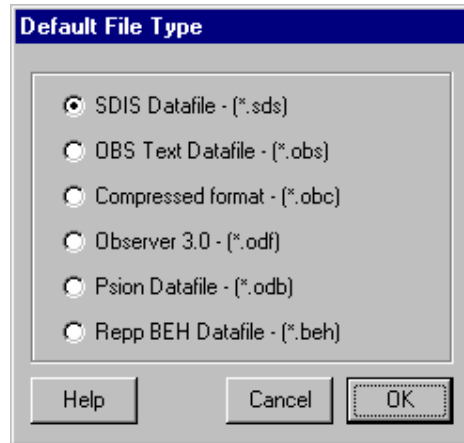 Default File Type
SDIS Datafile - (*.sds)
OBS Text Datafile - (*.obs)
Compressed format - (*.obc)
Observer 3.0 - (*.odf)
Psion Datafile - (*.odb)
Repp BEH Datafile - (*.beh)
Help Cancel OK